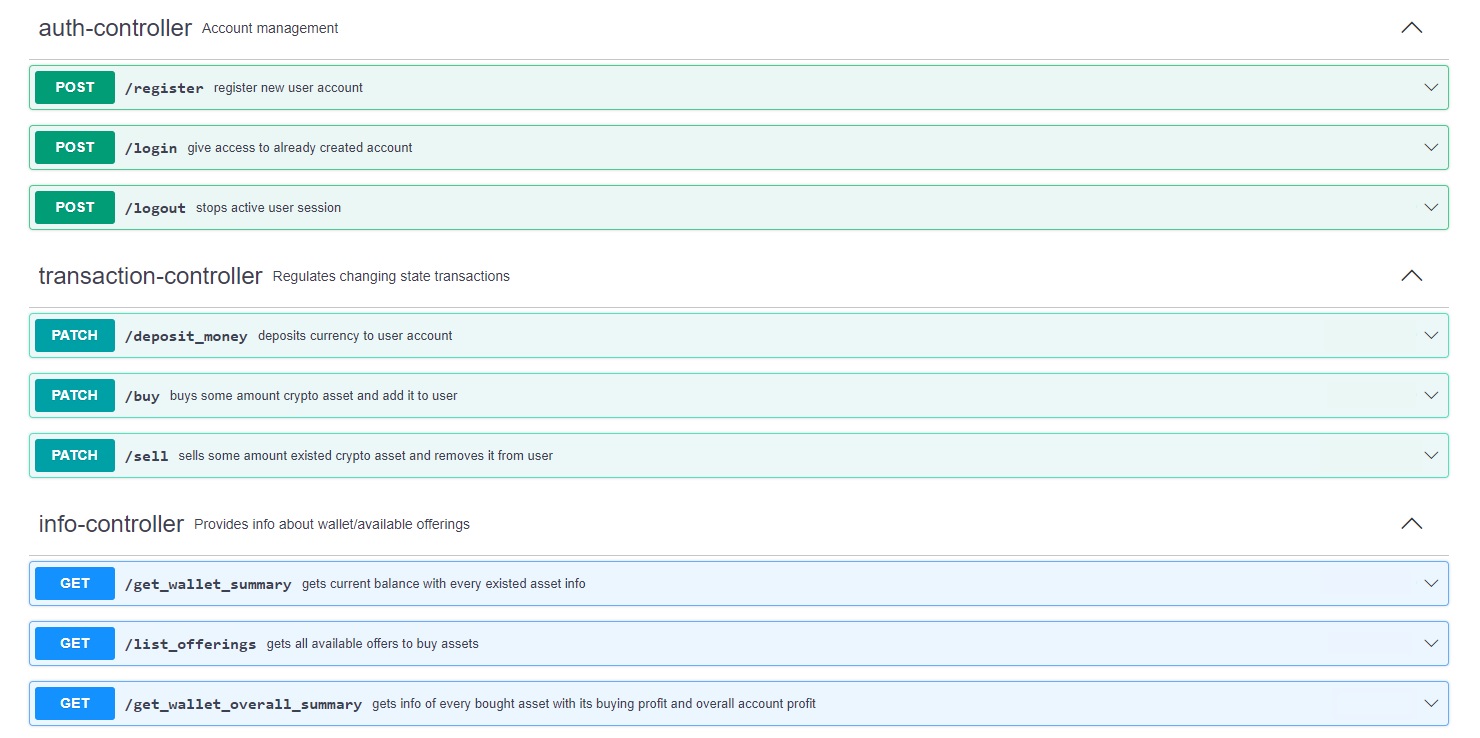 auth-controller Account management
POST /register register new user account
POST /login give access to already created account
POST /logout stops active user session
transaction-controller Regulates changing state transactions
PATCH /deposit_money deposits currency to user account
PATCH /buy buys some amount crypto asset and add it to user
PATCH /sell sells some amount existed crypto asset and removes it from user
info-controller Provides info about wallet/available offerings
GET /get_wallet_summary gets current balance with every existed asset info
GET /list_offerings gets all available offers to buy assets
GET /get_wallet_overall_summary gets info of every bought asset with its buying profit and overall account profit